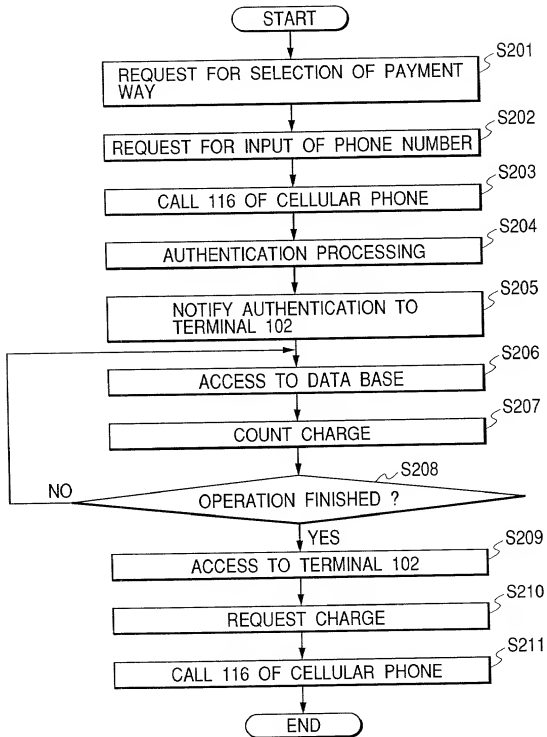 START
S201
REQUEST FOR SELECTION OF PAYMENT
WAY
S202
REQUEST FOR INPUT OF PHONE NUMBER
S203
CALL 116 OF CELLULAR PHONE
S204
AUTHENTICATION PROCESSING
S205
NOTIFY AUTHENTICATION TO
TERMINAL 102
S206
ACCESS TO DATA BASE
S207
COUNT CHARGE
S208
NO
OPERATION FINISHED ?
YES
S209
ACCESS TO TERMINAL 102
S210
REQUEST CHARGE
S211
CALL 116 OF CELLULAR PHONE
END